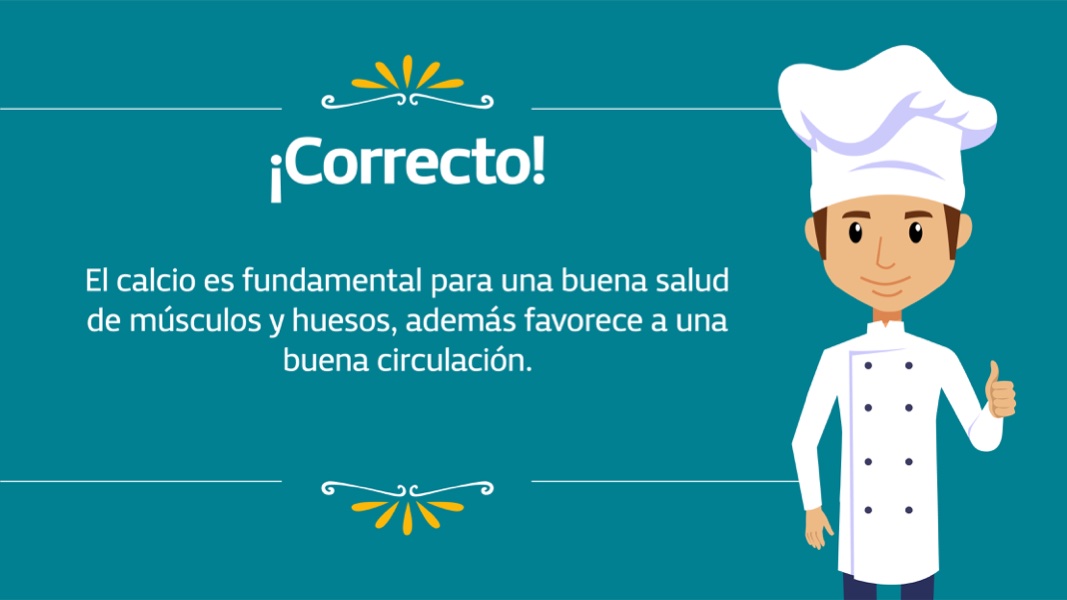 ¡Correcto!
El calcio es fundamental para una buena salud
de músculos y huesos, además favorece a una
buena circulación.